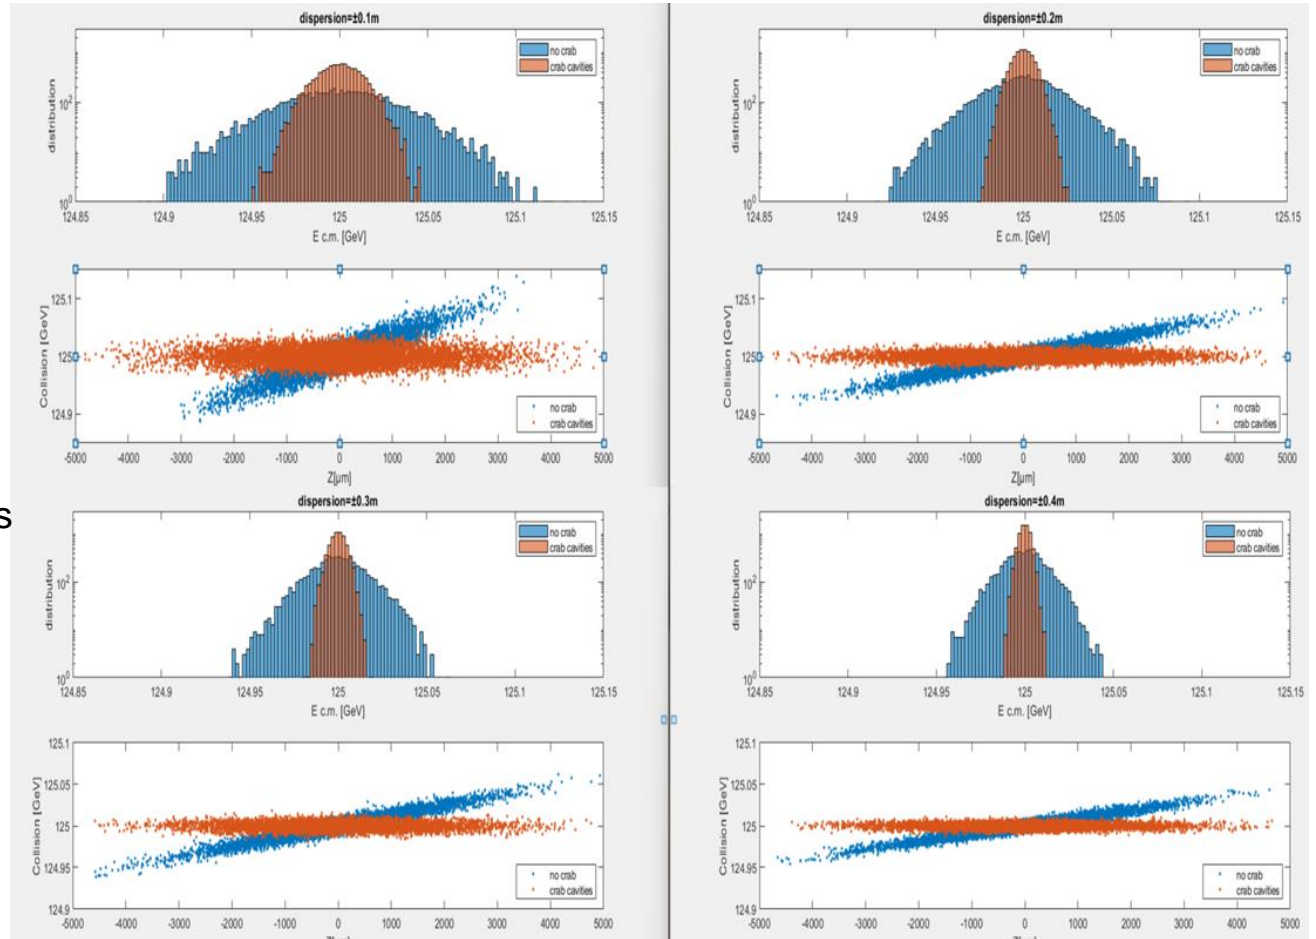 dispersion=±0.1m
distribution
10²
10⁰
no crab
crab cavities
124.85 124.9 124.95 125 125.05 125.1 125.15
E c.m. [GeV]
Collision [GeV]
125.1
125
124.9
no crab
crab cavities
-5000 -4000 -3000 -2000 -1000 0 1000 2000 3000 4000 5000
Z[µm]
dispersion=±0.2m
distribution
10²
10⁰
no crab
crab cavities
124.85 124.9 124.95 125 125.05 125.1 125.15
E c.m. [GeV]
Collision [GeV]
125.1
125
124.9
no crab
crab cavities
-5000 -4000 -3000 -2000 -1000 0 1000 2000 3000 4000 5000
Z[µm]
s
dispersion=±0.3m
distribution
10²
10⁰
no crab
crab cavities
124.85 124.9 124.95 125 125.05 125.1 125.15
E c.m. [GeV]
Collision [GeV]
125.1
125.05
125
124.95
124.9
no crab
crab cavities
-5000 -4000 -3000 -2000 -1000 0 1000 2000 3000 4000 5000
dispersion=±0.4m
distribution
10²
10⁰
no crab
crab cavities
124.85 124.9 124.95 125 125.05 125.1 125.15
E c.m. [GeV]
Collision [GeV]
125.1
125.05
125
124.95
124.9
no crab
crab cavities
-5000 -4000 -3000 -2000 -1000 0 1000 2000 3000 4000 5000